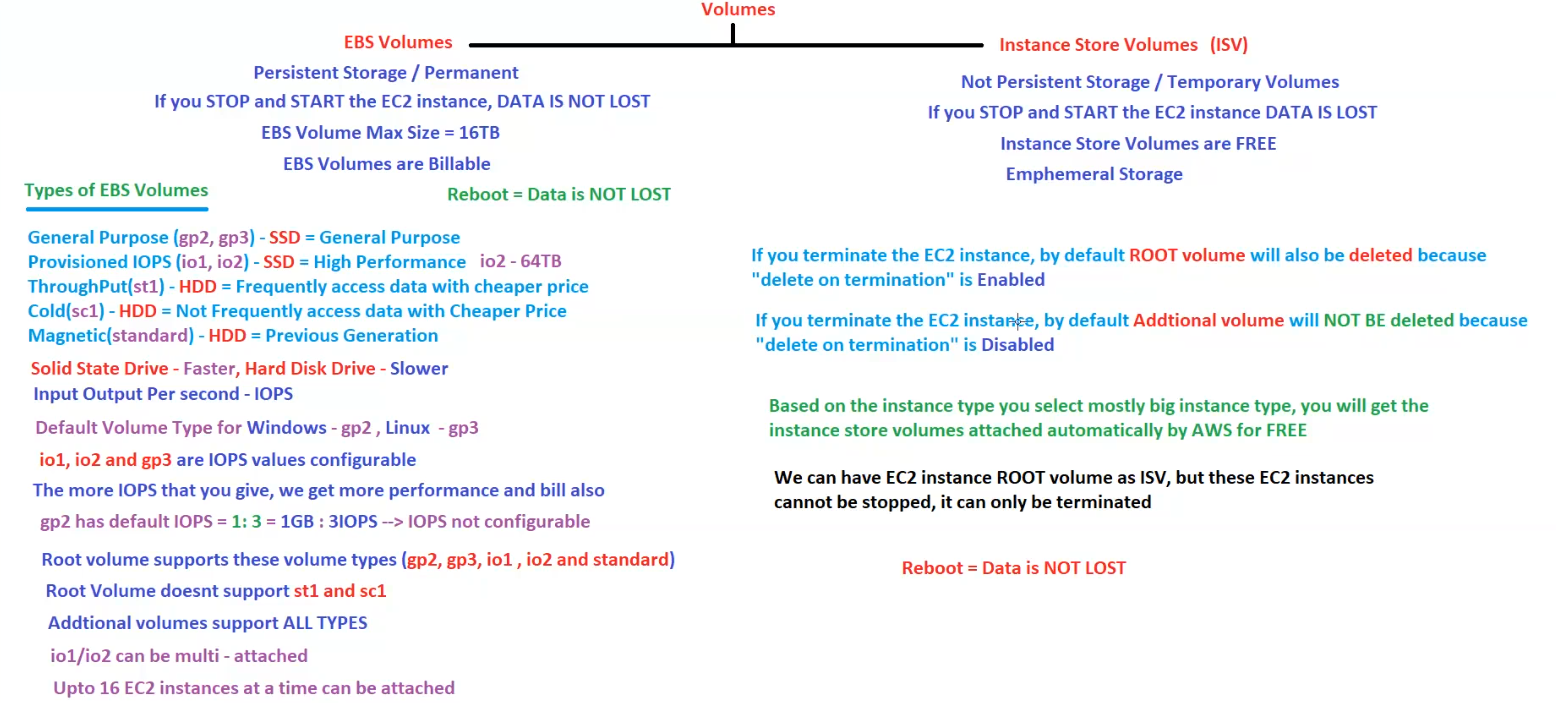 Volumes
EBS Volumes
Persistent Storage / Permanent
If you STOP and START the EC2 instance, DATA IS NOT LOST
EBS Volume Max Size = 16TB
EBS Volumes are Billable
Types of EBS Volumes
Reboot = Data is NOT LOST
General Purpose (gp2, gp3) - SSD = General Purpose
Provisioned IOPS (io1, io2) - SSD = High Performance io2 - 64TB
ThroughPut(st1) - HDD = Frequently access data with cheaper price
Cold(sc1) - HDD = Not Frequently access data with Cheaper Price
Magnetic(standard) - HDD = Previous Generation
Solid State Drive - Faster, Hard Disk Drive - Slower
Input Output Per second - IOPS
Default Volume Type for Windows - gp2 , Linux - gp3
io1, io2 and gp3 are IOPS values configurable
The more IOPS that you give, we get more performance and bill also
gp2 has default IOPS = 1: 3 = 1GB : 3IOPS --> IOPS not configurable
Root volume supports these volume types (gp2, gp3, io1 , io2 and standard)
Root Volume doesnt support st1 and sc1
Addtional volumes support ALL TYPES
io1/io2 can be multi - attached
Upto 16 EC2 instances at a time can be attached
Instance Store Volumes (ISV)
Not Persistent Storage / Temporary Volumes
If you STOP and START the EC2 instance DATA IS LOST
Instance Store Volumes are FREE
Emphemeral Storage
If you terminate the EC2 instance, by default ROOT volume will also be deleted because
"delete on termination" is Enabled
If you terminate the EC2 instance, by default Addtional volume will NOT BE deleted because
"delete on termination" is Disabled
Based on the instance type you select mostly big instance type, you will get the
instance store volumes attached automatically by AWS for FREE
We can have EC2 instance ROOT volume as ISV, but these EC2 instances
cannot be stopped, it can only be terminated
Reboot = Data is NOT LOST